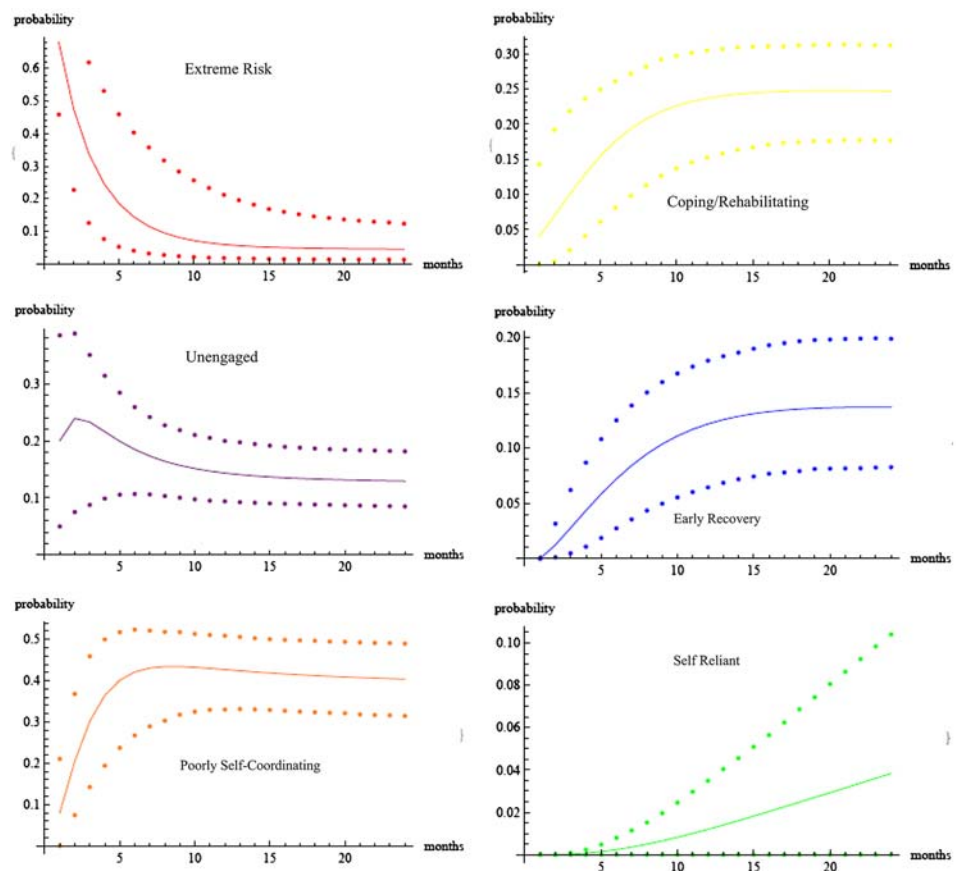 probability
Extreme Risk
0.6
0.5
0.4
0.3
0.2
0.1
5 10 15 20
months
probability
Coping/Rehabilitating
0.30
0.25
0.20
0.15
0.10
0.05
5 10 15 20
months
probability
Unengaged
0.3
0.2
0.1
5 10 15 20
months
probability
Early Recovery
0.20
0.15
0.10
0.05
5 10 15 20
months
probability
Poorly Self-Coordinating
0.5
0.4
0.3
0.2
0.1
5 10 15 20
months
probability
Self Reliant
0.10
0.08
0.06
0.04
0.02
5 10 15 20
months